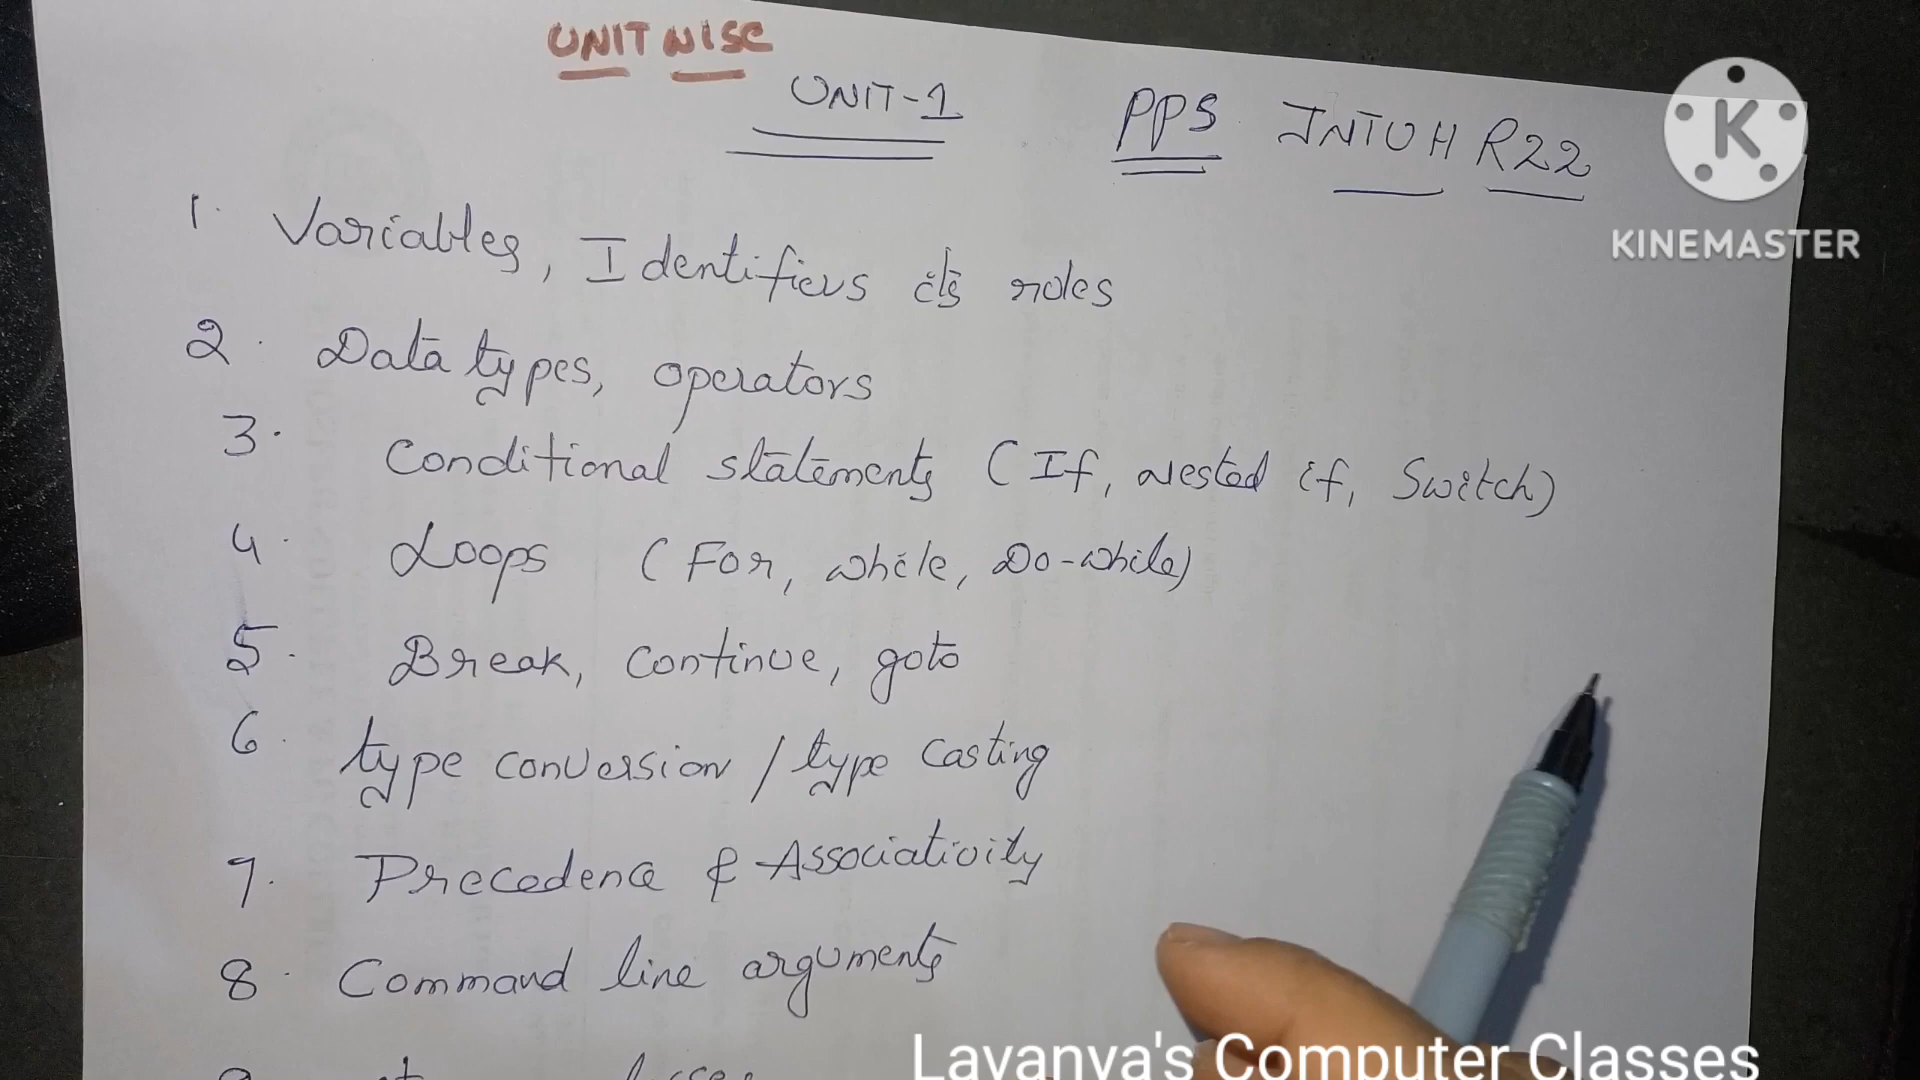 UNIT WISE
UNIT-1 PPS JNTUH R22
K
KINEMASTER
1. Variables, Identifiers its rules
2. Data types, operators
3. Conditional statements (If, Nested if, Switch)
4. Loops (For, while, Do-while)
5. Break, continue, goto
6. type conversion / type casting
7. Precedence & Associativity
8. Command line arguments
Lavanya's Computer Classes